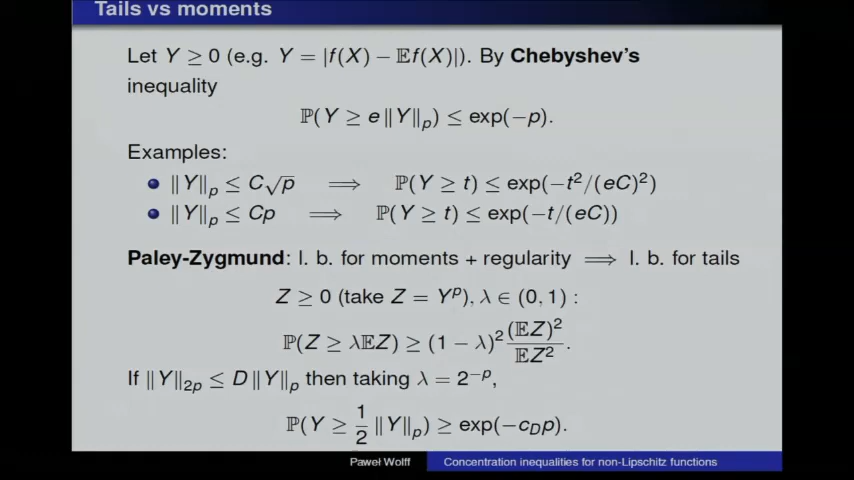 Tails vs moments
Let Y ≥ 0 (e.g. Y = |f(X) − 𝔼f(X)|). By Chebyshev's
inequality
ℙ(Y ≥ e ‖Y‖_p) ≤ exp(−p).
Examples:
‖Y‖_p ≤ C√p ⟹ ℙ(Y ≥ t) ≤ exp(−t²/(eC)²)
‖Y‖_p ≤ Cp ⟹ ℙ(Y ≥ t) ≤ exp(−t/(eC))
Paley-Zygmund: l. b. for moments + regularity ⟹ l. b. for tails
Z ≥ 0 (take Z = Y^p), λ ∈ (0, 1) :
ℙ(Z ≥ λ𝔼Z) ≥ (1 − λ)² (𝔼Z)²/𝔼Z².
If ‖Y‖_{2p} ≤ D ‖Y‖_p then taking λ = 2^{−p},
ℙ(Y ≥ 1/2 ‖Y‖_p) ≥ exp(−c_D p).
Paweł Wolff Concentration inequalities for non-Lipschitz functions